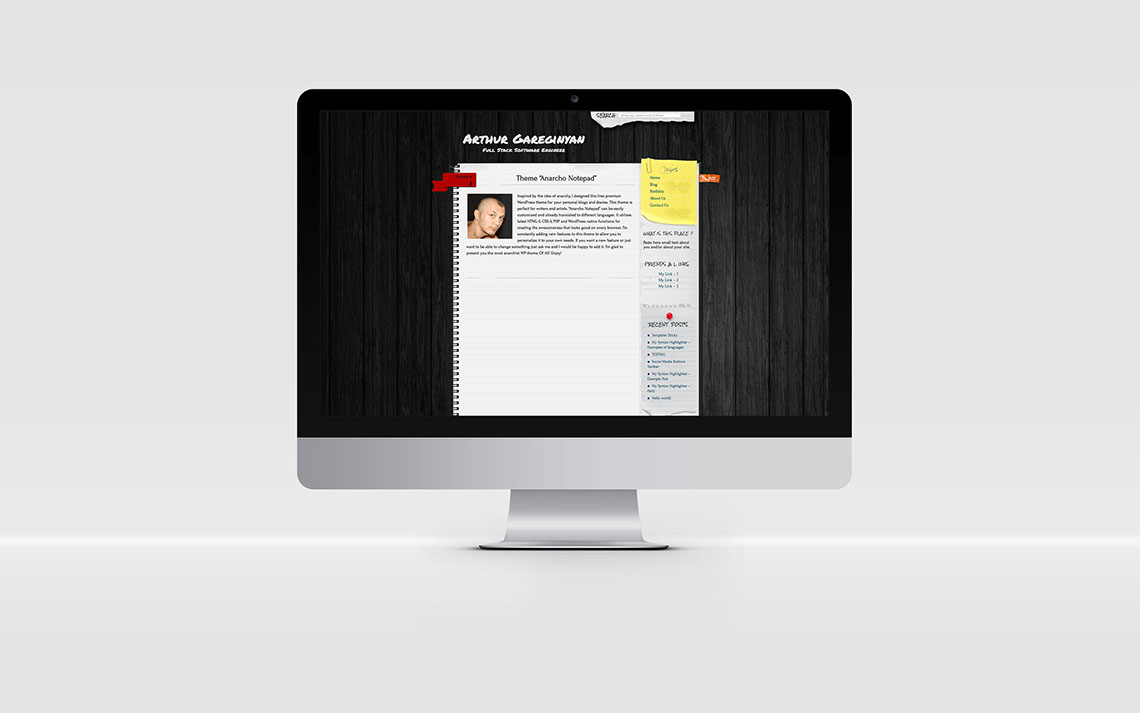 SEARCH
ARTHUR GAREGINYAN
FULL STACK SOFTWARE ENGINEER
Theme "Anarcho Notepad"
Inspired by the idea of anarchy, I designed this free premium
WordPress theme for your personal blogs and diaries. This theme is
perfect for writers and artists. "Anarcho Notepad" can be easily
customized and already translated to different languages. It utilizes
latest HTML-5, CSS-3, PHP and WordPress native functions for
creating the awesomeness that looks good on every browser. I'm
constantly adding new features to this theme to allow you to
personalize it to your own needs. If you want a new feature or just
want to be able to change something just ask me and I would be happy to add it. I'm glad to
present you the most anarchist WP-theme Of All! Enjoy!
PAGES
Home
Blog
Portfolio
About Us
Contact Us
WHAT IS THIS PLACE?
Paste here small text about
you and/or about your site.
FRIENDS & LINKS
My Link - 1
My Link - 2
My Link - 3
RECENT POSTS
Template: Sticky
My Syntax Highlighter –
Examples of languages
TESTING
Social Media Buttons
Toolbar
My Syntax Highlighter –
Example Text
My Syntax Highlighter –
Hello world!